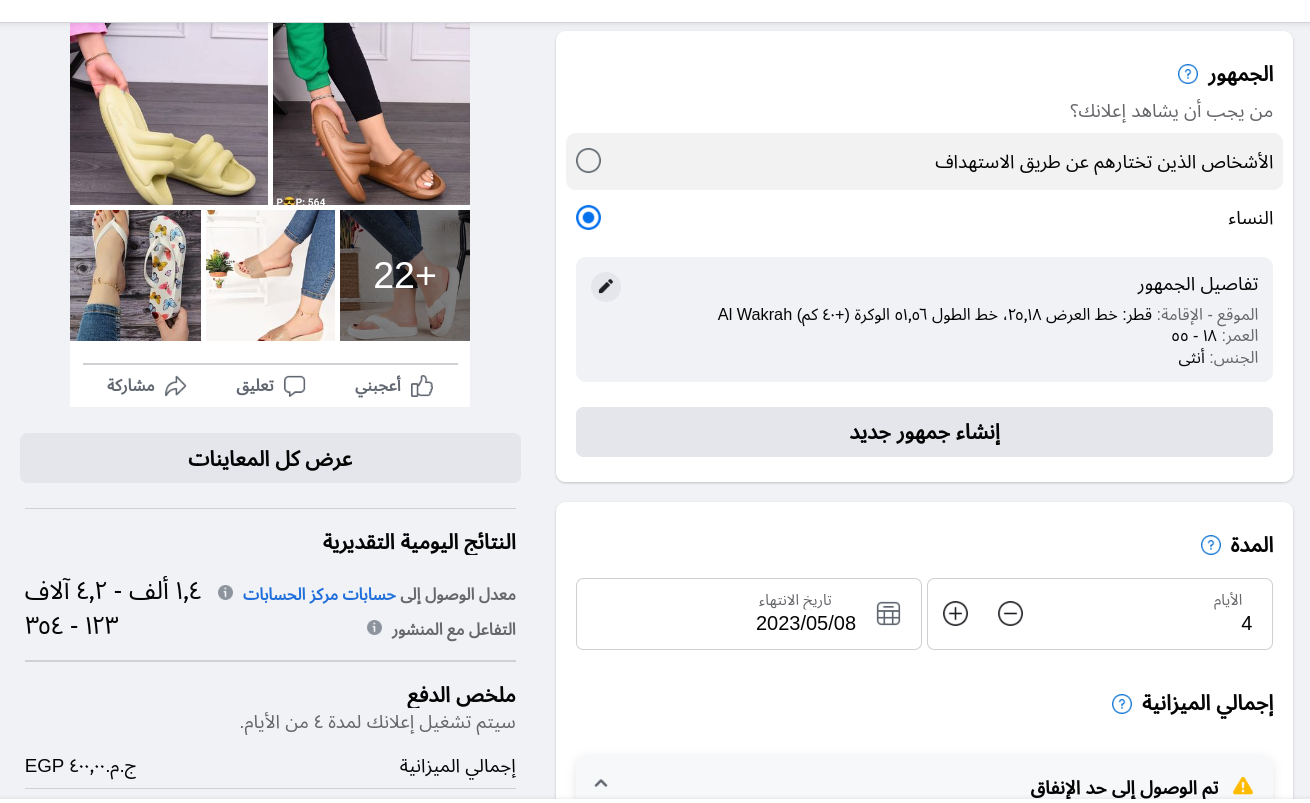 الجمهور
من يجب أن يشاهد إعلانك؟
الأشخاص الذين تختارهم عن طريق الاستهداف
النساء
تفاصيل الجمهور
الموقع - الإقامة: قطر: خط العرض ٢٥,١٨، خط الطول ٥١,٥٦ الوكرة (+٤٠ كم) Al Wakrah
العمر: ١٨ - ٥٥
الجنس: أنثى
إنشاء جمهور جديد
المدة
الأيام
4
تاريخ الانتهاء
2023/05/08
إجمالي الميزانية
تم الوصول إلى حد الإنفاق
P😎P: 564
22+
أعجبني
تعليق
مشاركة
عرض كل المعاينات
النتائج اليومية التقديرية
معدل الوصول إلى حسابات مركز الحسابات ١,٤ ألف - ٤,٢ آلاف
التفاعل مع المنشور ١٢٣ - ٣٥٤
ملخص الدفع
سيتم تشغيل إعلانك لمدة ٤ من الأيام.
إجمالي الميزانية ج.م.٤٠٠,٠٠ EGP